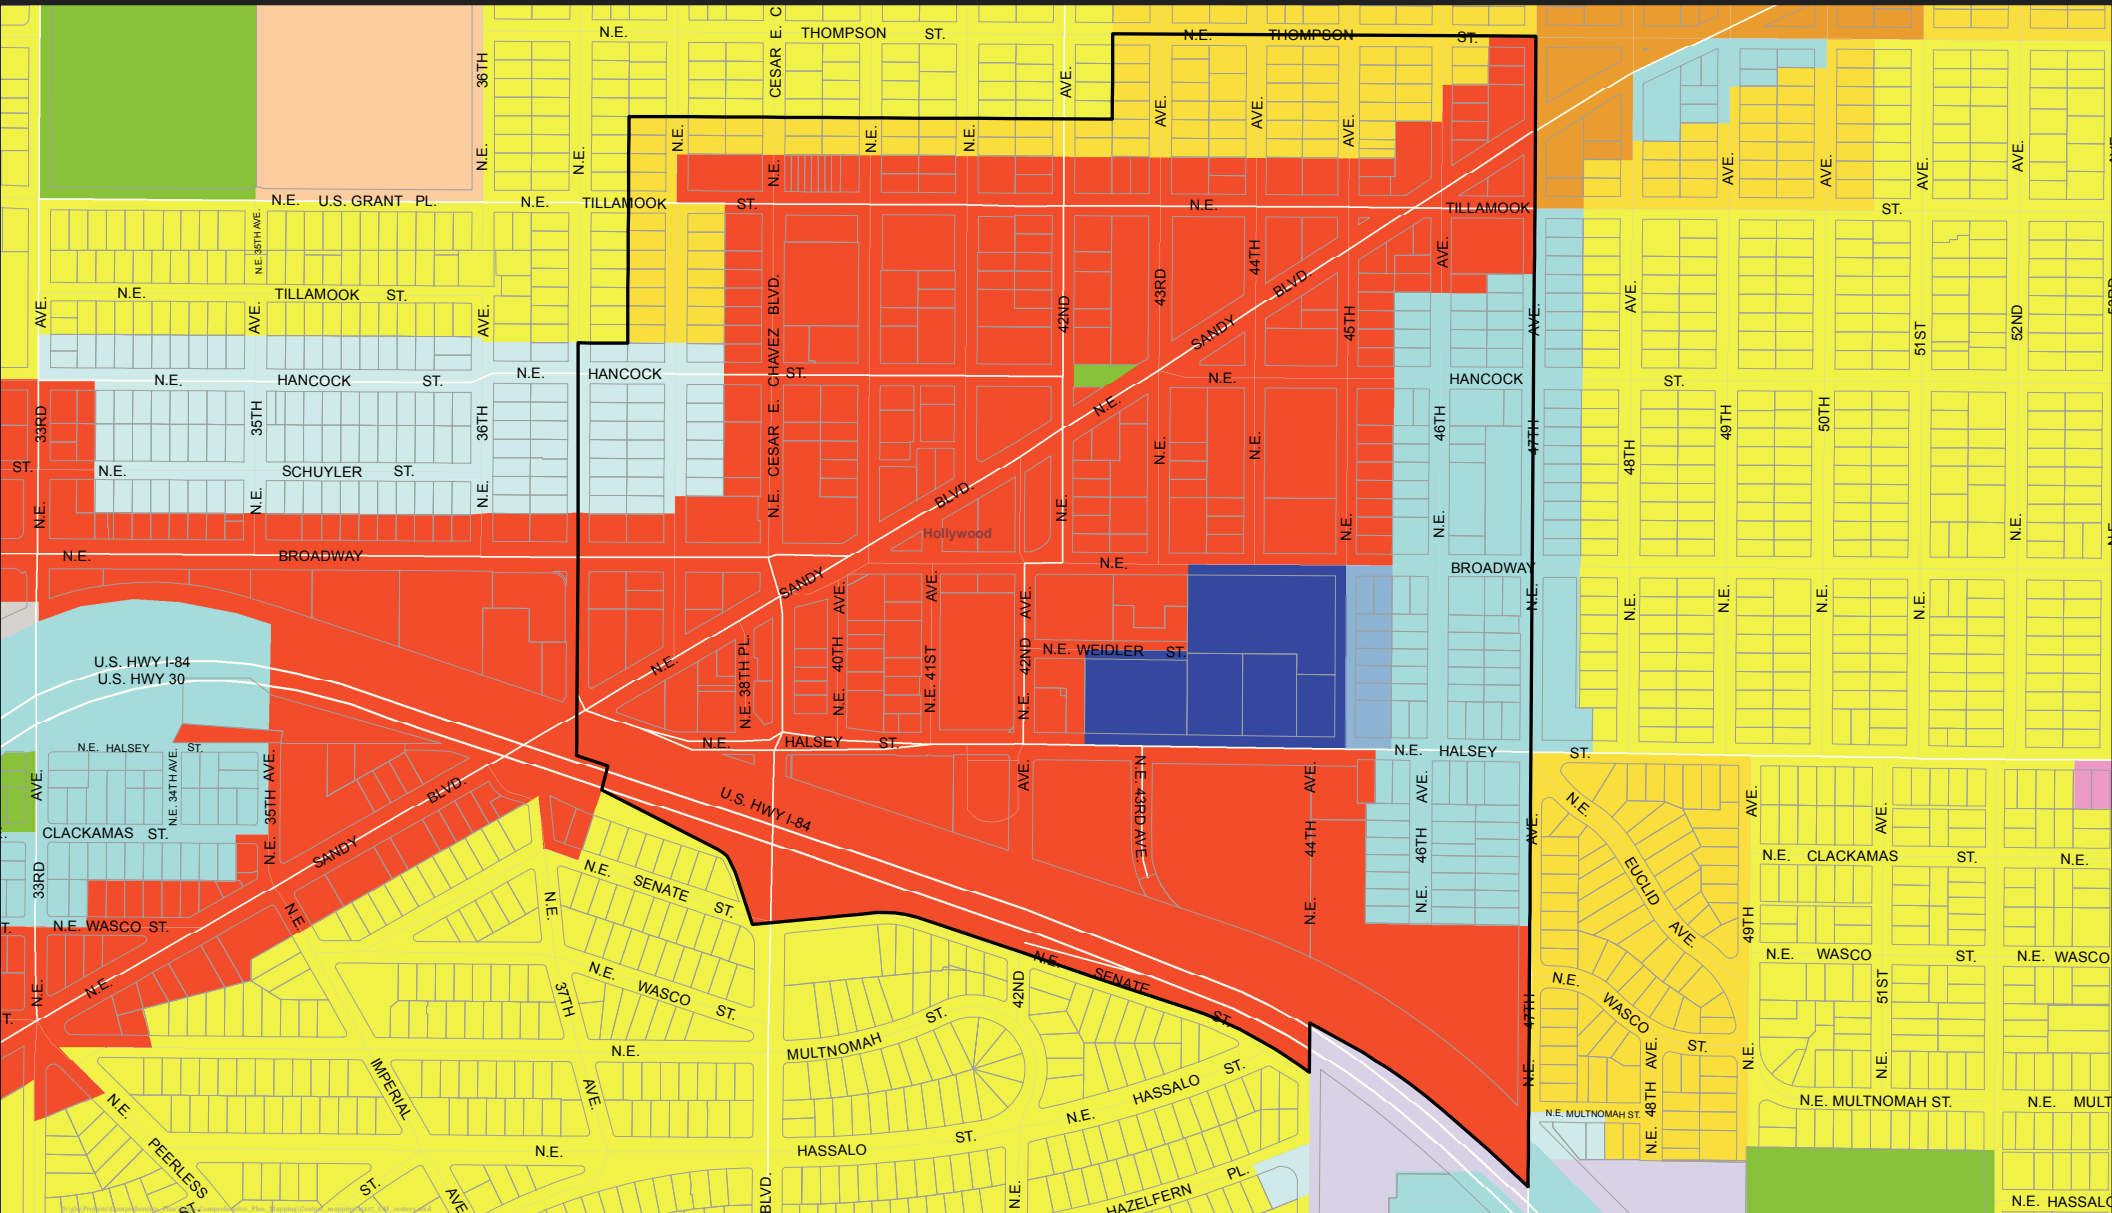 N.E. THOMPSON ST.
N.E. THOMPSON ST.
CESAR E. C
36TH
AVE.
AVE.
AVE.
AVE.
N.E.
N.E.
N.E.
N.E.
N.E.
N.E.
AVE.
AVE.
AVE.
AVE.
N.E. U.S. GRANT PL.
N.E. TILLAMOOK ST.
N.E.
TILLAMOOK
ST.
N.E. 35TH AVE.
N.E. TILLAMOOK ST.
AVE.
AVE.
AVE.
N.E. CESAR E. CHAVEZ BLVD.
42ND
43RD
44TH
45TH
AVE.
AVE.
AVE.
51ST
52ND
53RD
SANDY
BLVD.
N.E. HANCOCK ST.
N.E. HANCOCK ST.
N.E.
HANCOCK
ST.
33RD
35TH
36TH
46TH
47TH
48TH
49TH
50TH
ST.
N.E. SCHUYLER ST.
N.E.
N.E.
N.E.
N.E.
BLVD.
N.E.
N.E.
N.E.
N.E.
N.E.
N.E.
Hollywood
N.E. BROADWAY
N.E.
BROADWAY
SANDY
N.E.
40TH
AVE.
N.E.
N.E. 41ST
AVE.
N.E.
42ND
AVE.
N.E. 38TH PL.
N.E. WEIDLER ST.
N.E.
N.E.
N.E.
N.E.
N.E.
U.S. HWY I-84
U.S. HWY 30
N.E. HALSEY ST.
N.E. HALSEY ST.
N.E. HALSEY
ST.
AVE.
N.E. 34TH AVE.
N.E. 35TH AVE.
BLVD.
SANDY
U.S. HWY I-84
AVE.
N.E. 43RD AVE.
AVE.
44TH
N.E.
AVE.
46TH
N.E.
AVE.
N.E.
EUCLID
AVE.
AVE.
49TH
N.E.
AVE.
51ST
N.E.
CLACKAMAS ST.
N.E. CLACKAMAS ST.
N.E.
33RD
N.E.
N.E. WASCO ST.
N.E.
N.E.
N.E. SENATE ST.
N.E.
N.E. WASCO ST.
37TH
AVE.
N.E. SENATE
ST.
42ND
N.E. WASCO ST.
N.E. WASCO ST.
N.E. WASCO
47TH
N.E.
T.
T.
MULTNOMAH ST.
N.E.
IMPERIAL
AVE.
N.E. HASSALO ST.
N.E. MULTNOMAH ST.
N.E. 48TH AVE.
N.E. MULTNOMAH ST.
N.E. MULT
N.E.
PEERLESS
ST.
N.E.
HASSALO ST.
BLVD.
N.E.
HAZELFERN PL.
N.E. HASSALO